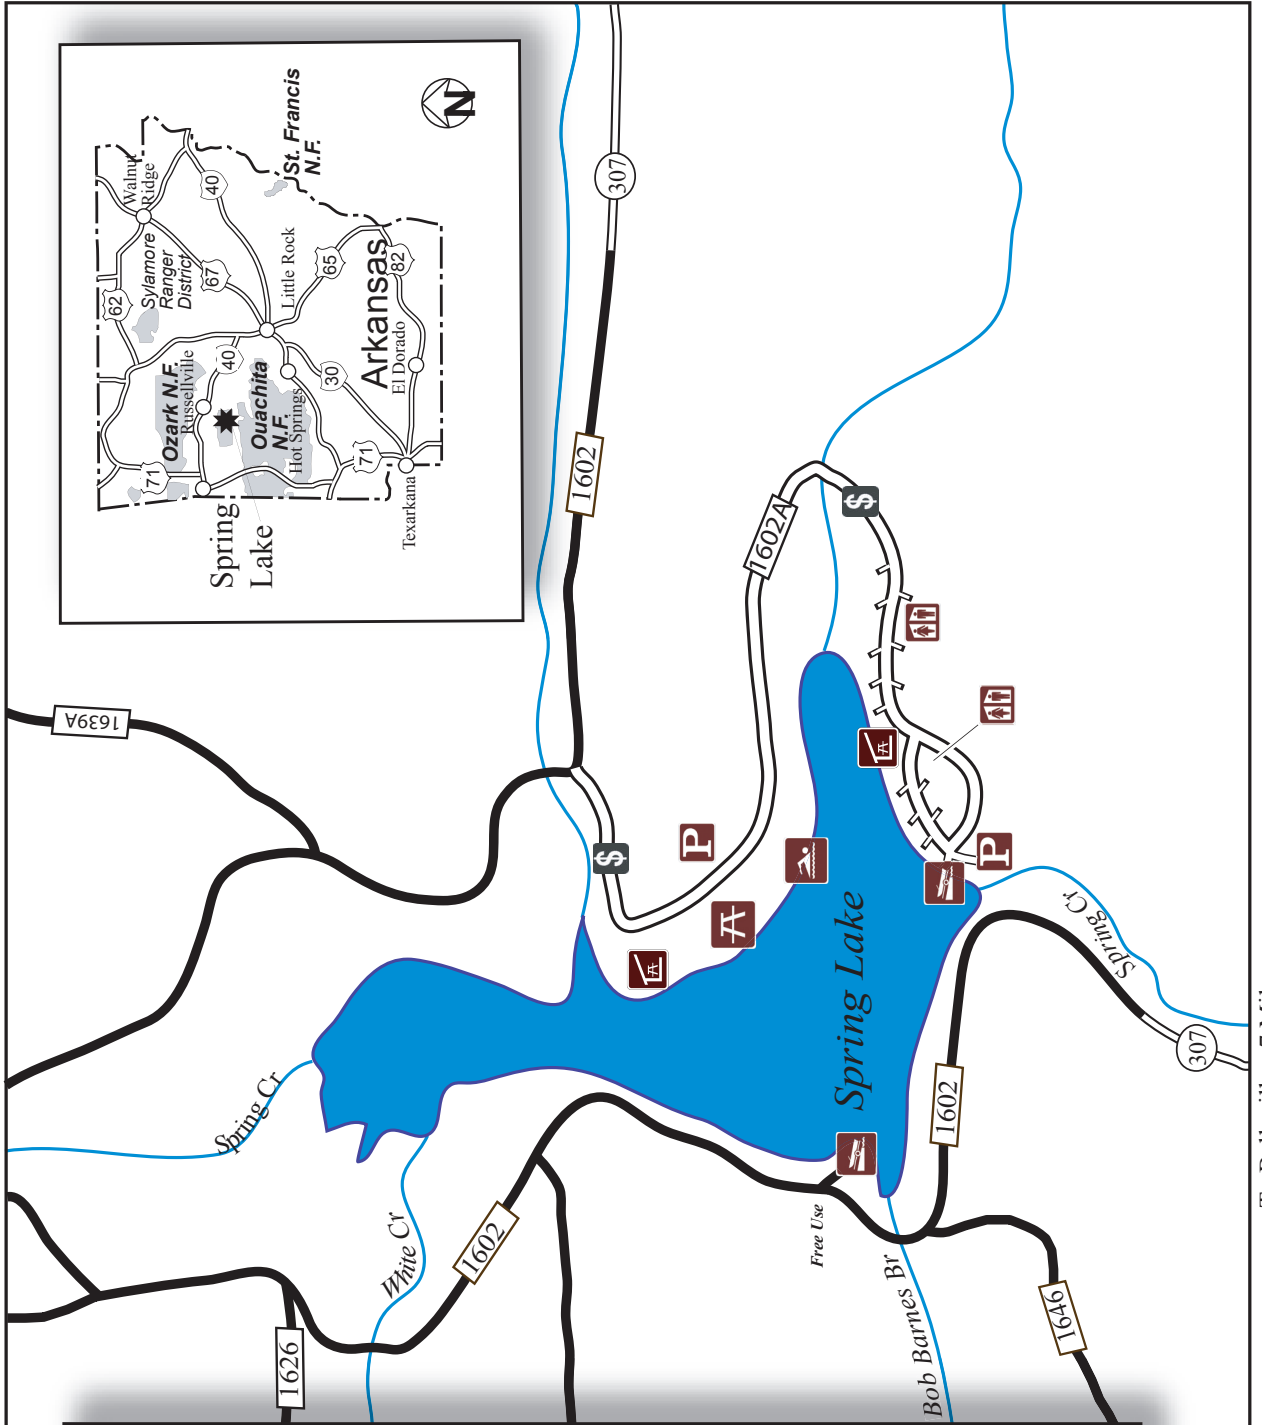 Walnut
Ridge
St. Francis
N.F.
N
62
Sylamore
Ranger
District
67
40
Little Rock
65
Arkansas
82
El Dorado
Ozark N.F.
Russellville
40
Ouachita
N.F.
Hot Springs
30
71
71
Texarkana
Spring
Lake
307
1602
1602A
$
1639A
$
P
P
Spring Lake
Spring Cr
Spring Cr
307
1602
White Cr
1602
Free Use
Bob Barnes Br
1646
1626